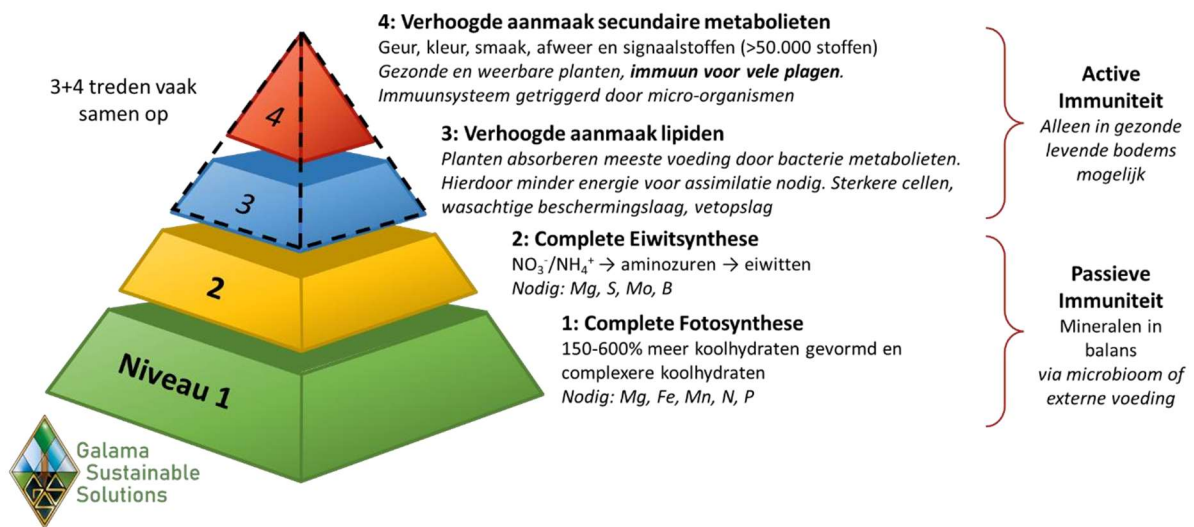 4: Verhoogde aanmaak secundaire metabolieten
Geur, kleur, smaak, afweer en signaalstoffen (>50.000 stoffen)
Gezonde en weerbare planten, immuun voor vele plagen.
Immuunsysteem getriggerd door micro-organismen
3+4 treden vaak
samen op
4
Active
Immuniteit
Alleen in gezonde
levende bodems
mogelijk
3: Verhoogde aanmaak lipiden
Planten absorberen meeste voeding door bacterie metabolieten.
Hierdoor minder energie voor assimilatie nodig. Sterkere cellen,
wasachtige beschermingslaag, vetopslag
3
2: Complete Eiwitsynthese
NO₃⁻/NH₄⁺ → aminozuren → eiwitten
Nodig: Mg, S, Mo, B
2
Passieve
Immuniteit
Mineralen in
balans
via microbioom of
externe voeding
1: Complete Fotosynthese
150-600% meer koolhydraten gevormd en
complexere koolhydraten
Nodig: Mg, Fe, Mn, N, P
Niveau 1
Galama
Sustainable
Solutions
GSS